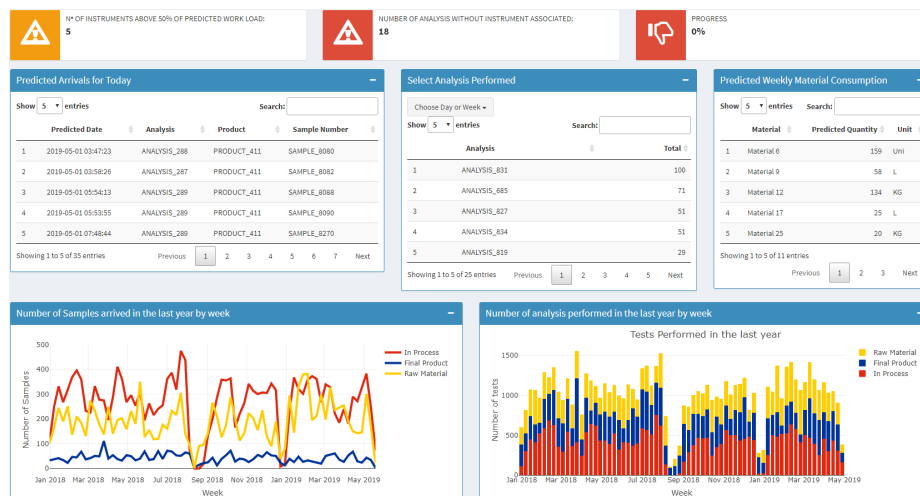 N° OF INSTRUMENTS ABOVE 50% OF PREDICTED WORK LOAD:
5
NUMBER OF ANALYSIS WITHOUT INSTRUMENT ASSOCIATED:
18
PROGRESS
0%
Predicted Arrivals for Today
Show 5 entries Search:
Predicted Date Analysis Product Sample Number
1 2019-05-01 03:47:23 ANALYSIS_288 PRODUCT_411 SAMPLE_8080
2 2019-05-01 03:58:26 ANALYSIS_287 PRODUCT_411 SAMPLE_8082
3 2019-05-01 05:54:13 ANALYSIS_289 PRODUCT_411 SAMPLE_8088
4 2019-05-01 05:53:55 ANALYSIS_289 PRODUCT_411 SAMPLE_8090
5 2019-05-01 07:48:44 ANALYSIS_289 PRODUCT_411 SAMPLE_8270
Showing 1 to 5 of 35 entries Previous 1 2 3 4 5 6 7 Next
Select Analysis Performed
Choose Day or Week
Show 5 entries Search:
Analysis Total
1 ANALYSIS_831 100
2 ANALYSIS_685 71
3 ANALYSIS_827 51
4 ANALYSIS_834 51
5 ANALYSIS_819 29
Showing 1 to 5 of 25 entries Previous 1 2 3 4 5 Next
Predicted Weekly Material Consumption
Show 5 entries Search:
Material Predicted Quantity Unit
1 Material 6 159 Uni
2 Material 9 58 L
3 Material 12 134 KG
4 Material 17 25 L
5 Material 25 20 KG
Showing 1 to 5 of 11 entries
Previous 1 2 3 Next
Number of Samples arrived in the last year by week
Number of Samples
500
400
300
200
100
0
Jan 2018 Mar 2018 May 2018 Jul 2018 Sep 2018 Nov 2018 Jan 2019 Mar 2019 May 2019
Week
In Process
Final Product
Raw Material
Number of analysis performed in the last year by week
Tests Performed in the last year
Number of tests
1500
1000
500
0
Jan 2018 Mar 2018 May 2018 Jul 2018 Sep 2018 Nov 2018 Jan 2019 Mar 2019 May 2019
Week
Raw Material
Final Product
In Process